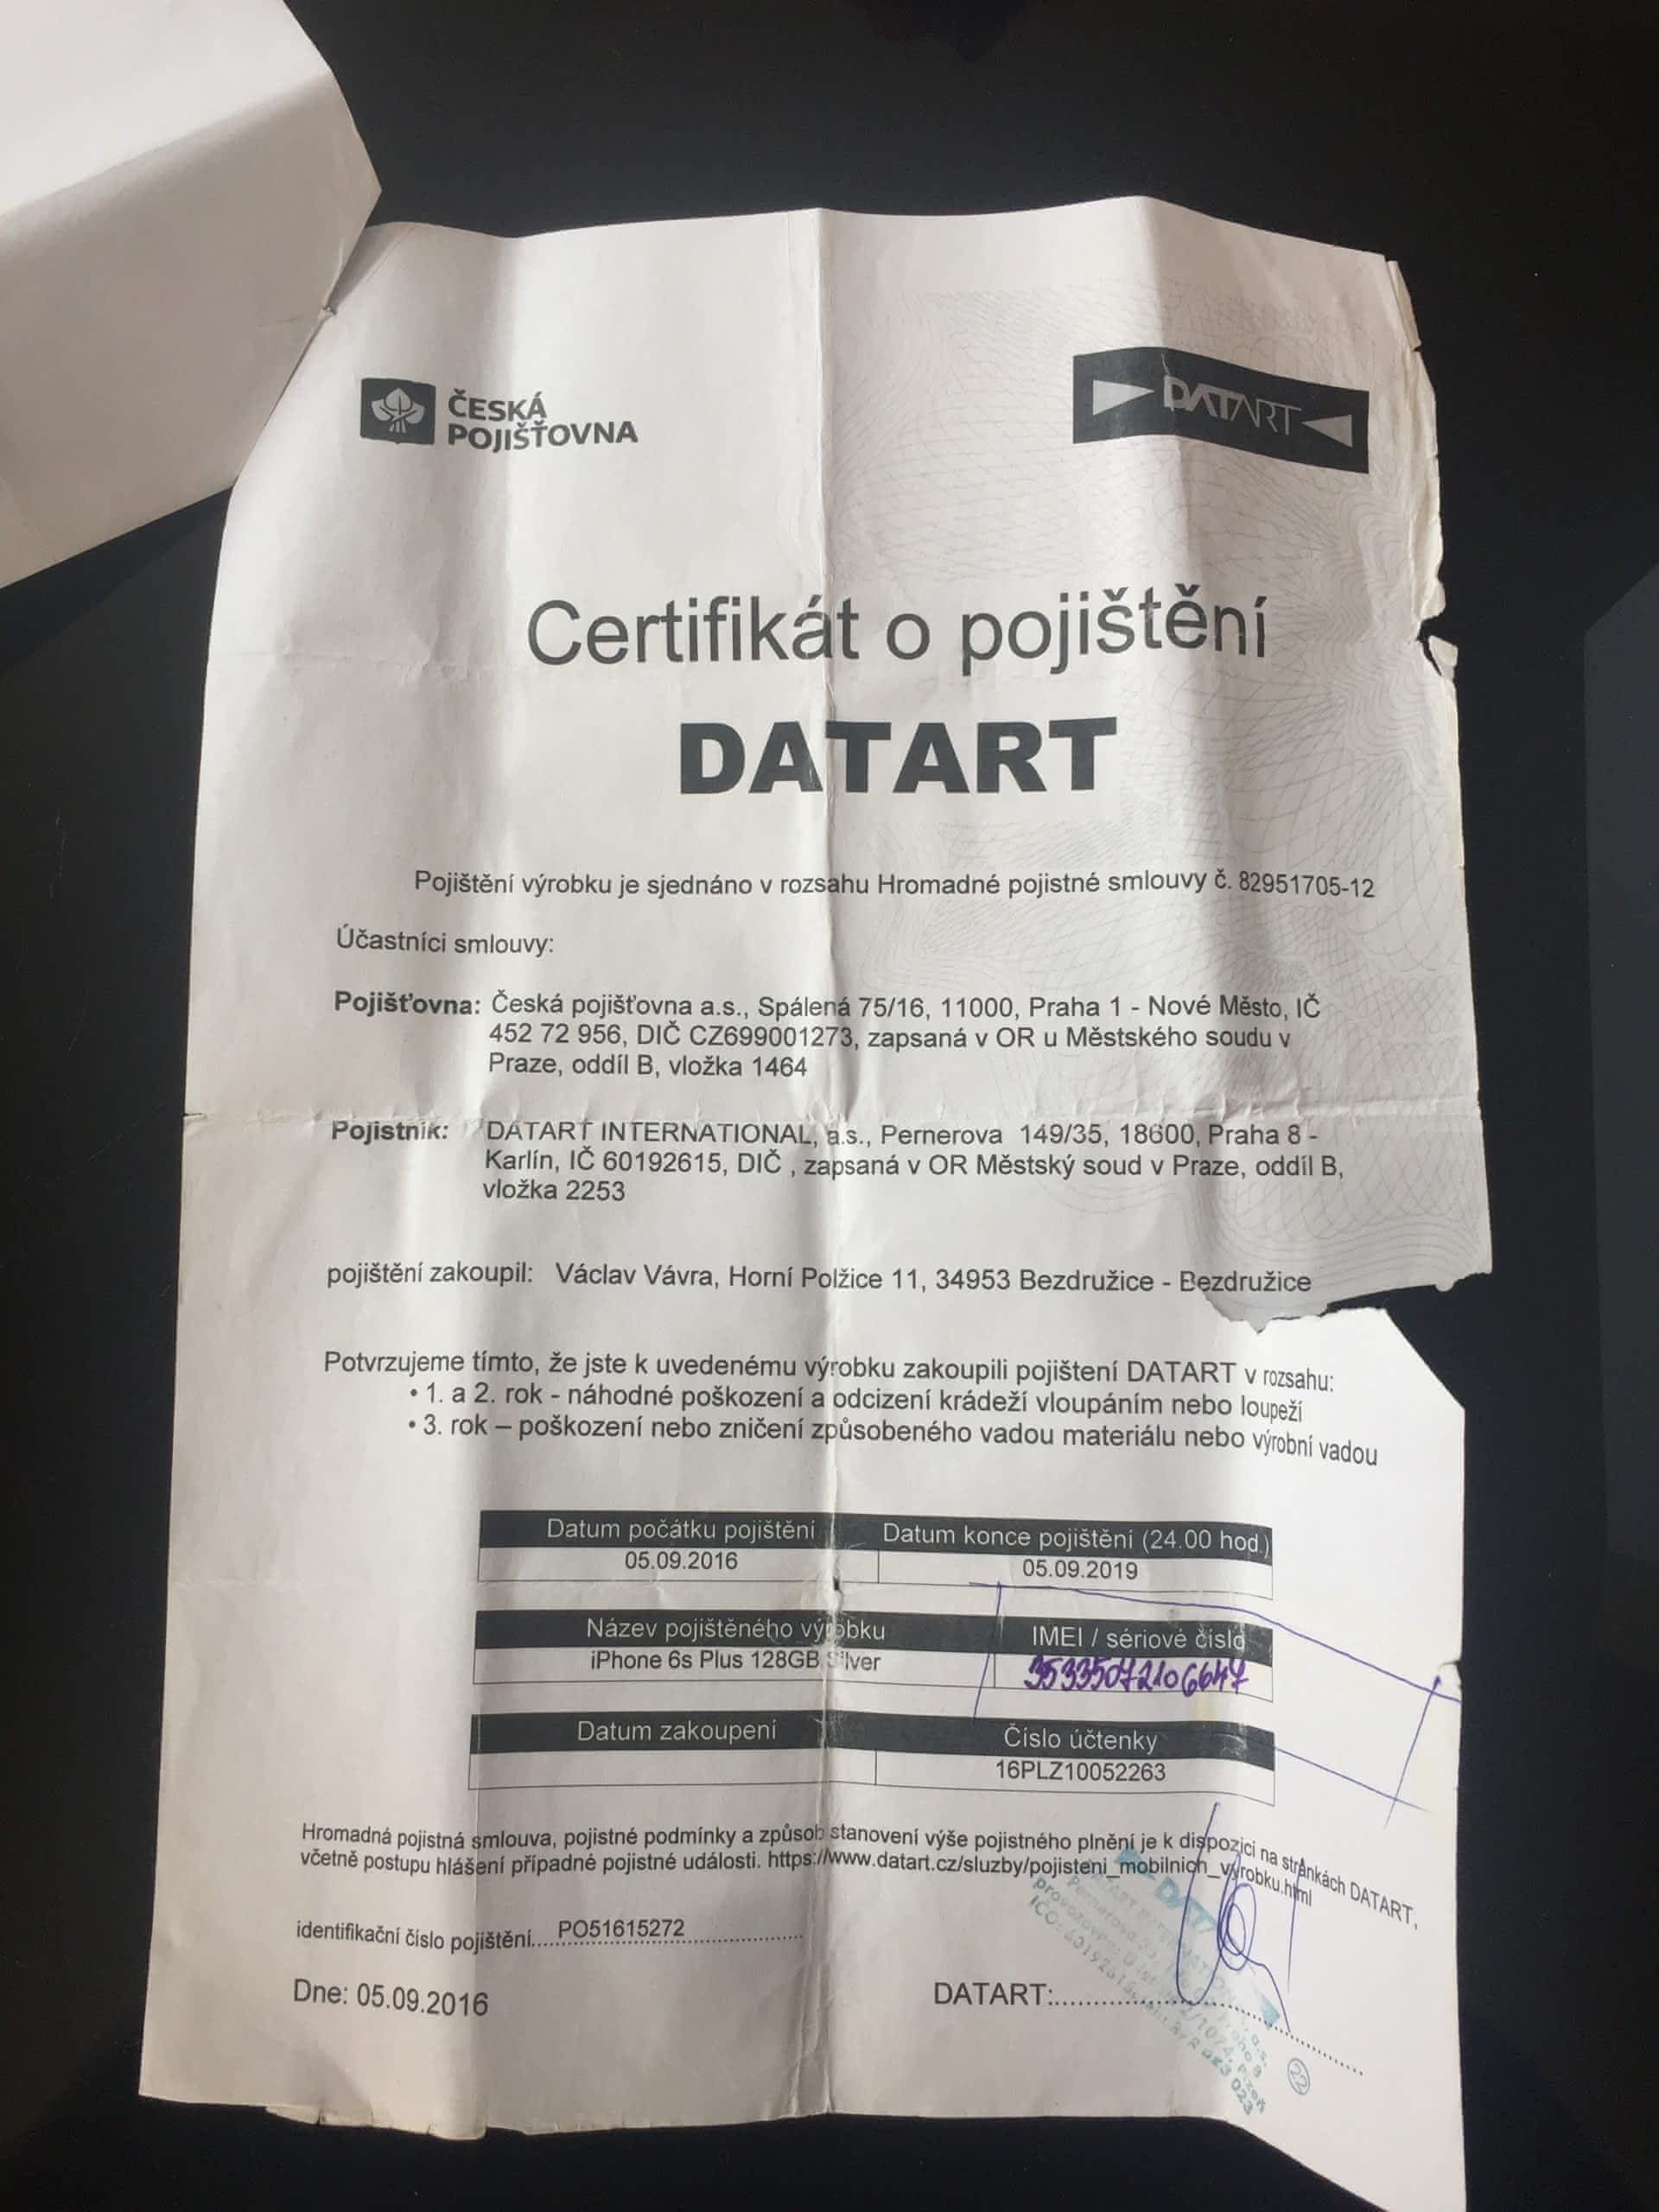 ČESKÁ
POJIŠŤOVNA
DATART
Certifikát o pojištění
DATART
Pojištění výrobku je sjednáno v rozsahu Hromadné pojistné smlouvy č. 82951705-12
Účastníci smlouvy:
Pojišťovna: Česká pojišťovna a.s., Spálená 75/16, 11000, Praha 1 - Nové Město, IČ
452 72 956, DIČ CZ699001273, zapsaná v OR u Městského soudu v
Praze, oddíl B, vložka 1464
Pojistník: DATART INTERNATIONAL, a.s., Pernerova 149/35, 18600, Praha 8 -
Karlín, IČ 60192615, DIČ , zapsaná v OR Městský soud v Praze, oddíl B,
vložka 2253
pojištění zakoupil: Václav Vávra, Horní Polžice 11, 34953 Bezdružice - Bezdružice
Potvrzujeme tímto, že jste k uvedenému výrobku zakoupili pojištení DATART v rozsahu:
• 1. a 2. rok - náhodné poškození a odcizení krádeží vloupáním nebo loupeží
• 3. rok – poškození nebo zničení způsobeného vadou materiálu nebo výrobní vadou
Datum počátku pojištění Datum konce pojištění (24.00 hod.)
05.09.2016 05.09.2019
Název pojištěného výrobku IMEI / sériové číslo
iPhone 6s Plus 128GB Silver 35335072106647
Datum zakoupení Číslo účtenky
16PLZ10052263
Hromadná pojistná smlouva, pojistné podmínky a způsob stanovení výše pojistného plnění je k dispozici na stránkách DATART,
včetně postupu hlášení případné pojistné události. https://www.datart.cz/sluzby/pojisteni_mobilnich_vyrobku.html
identifikační číslo pojištění.... PO51615272
Dne: 05.09.2016
DATART:
22